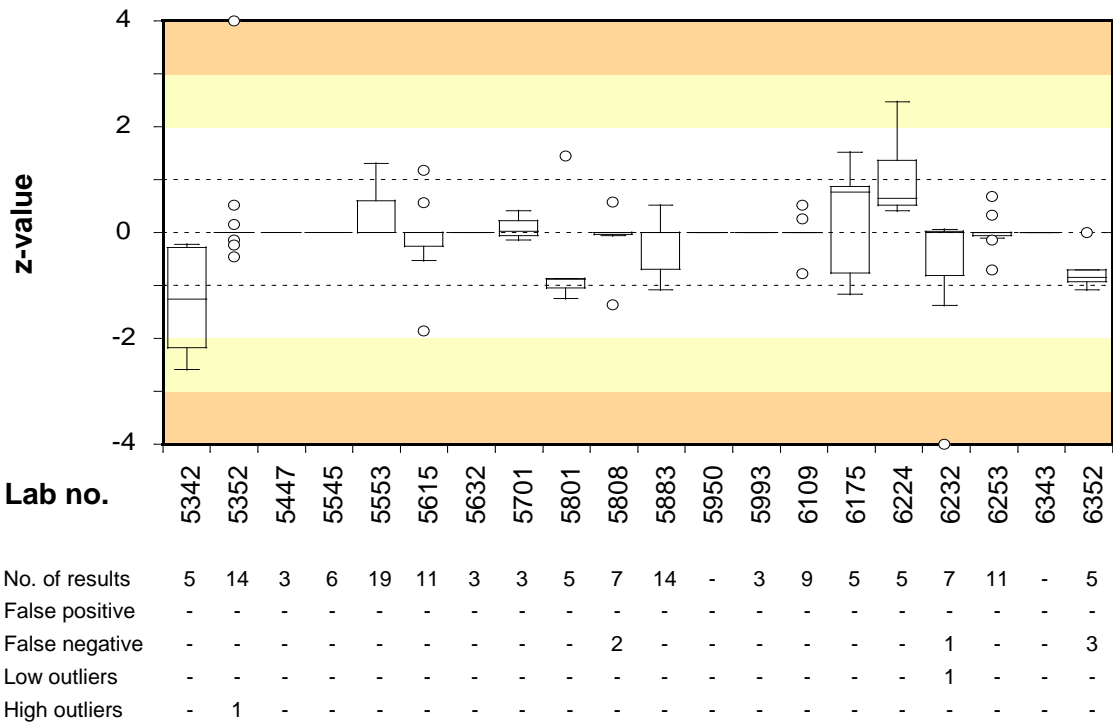 4
2
z-value
0
-2
-4
Lab no. 5342 5352 5447 5545 5553 5615 5632 5701 5801 5808 5883 5950 5993 6109 6175 6224 6232 6253 6343 6352
No. of results 5 14 3 6 19 11 3 3 5 7 14 - 3 9 5 5 7 11 - 5
False positive - - - - - - - - - - - - - - - - - - - -
False negative - - - - - - - - - 2 - - - - - - 1 - - 3
Low outliers - - - - - - - - - - - - - - - - 1 - - -
High outliers - 1 - - - - - - - - - - - - - - - - - -